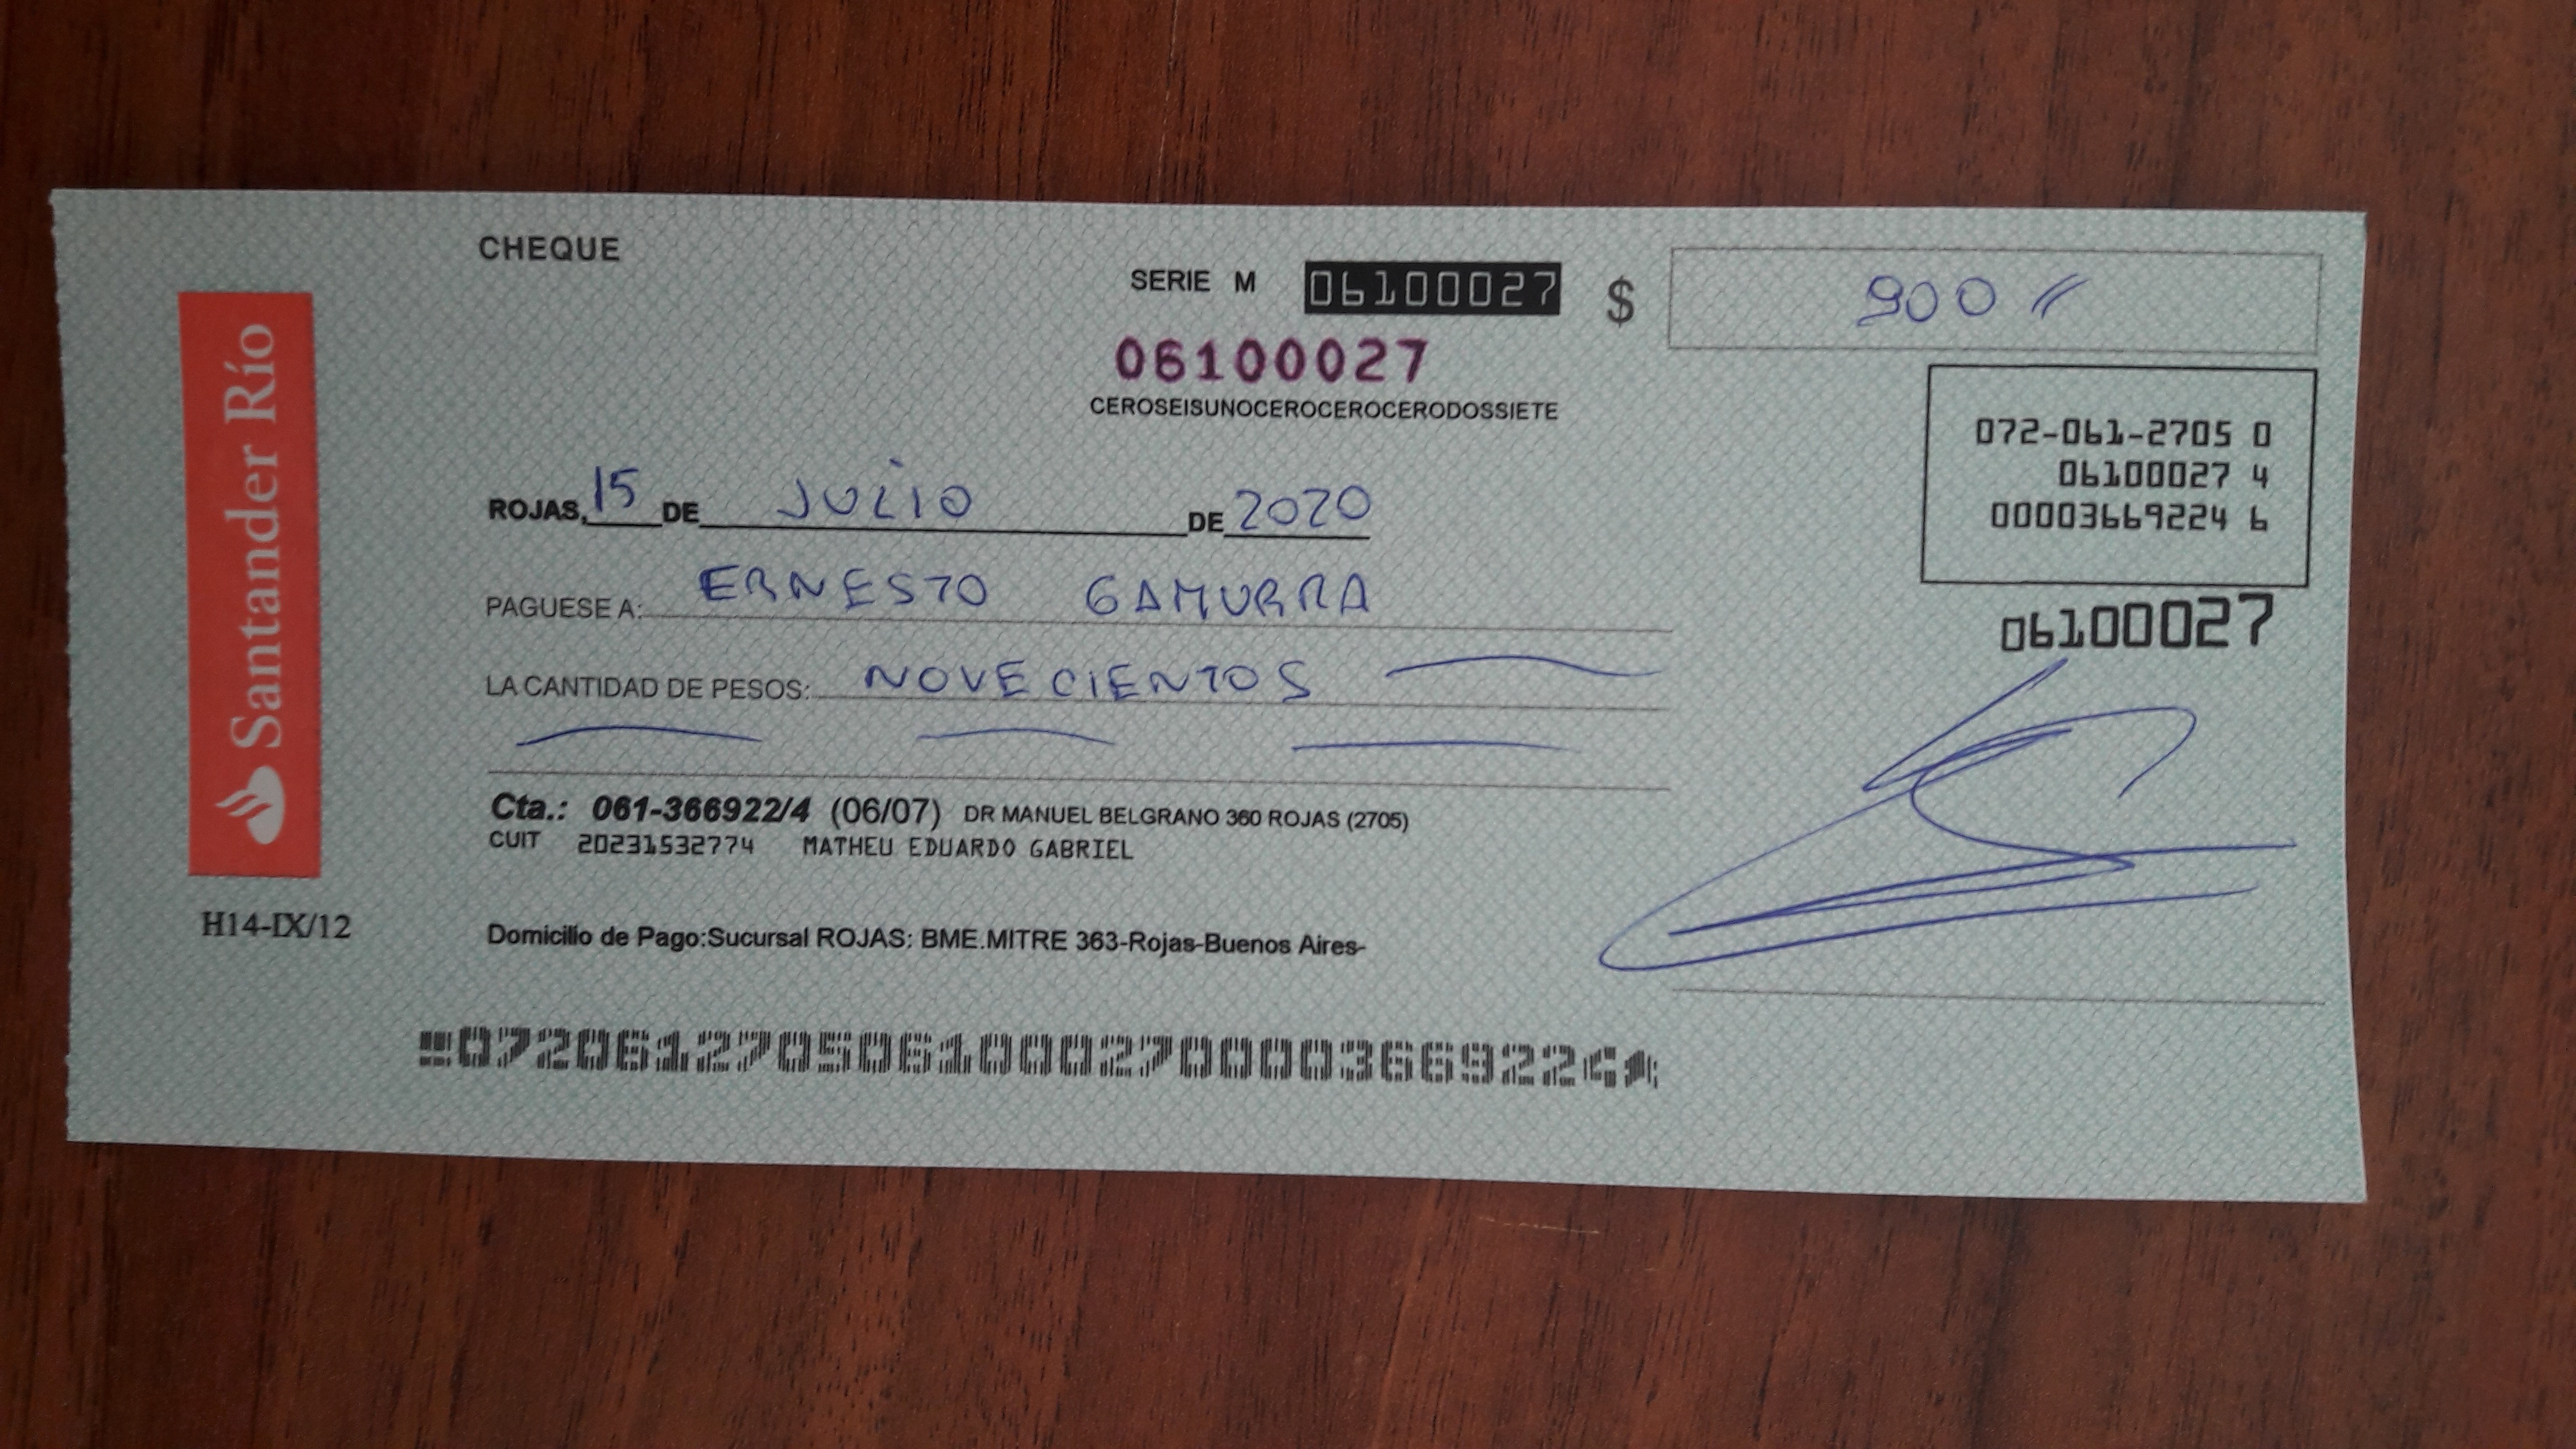 CHEQUE
SERIE M 06100027 $ 900 //
06100027
CEROSEISUNOCEROCEROCERODOSSIETE
Santander Río
072-061-2705 0
06100027 4
00003669224 6
06100027
ROJAS, 15 DE JULIO DE 2020
PAGUESE A: ERNESTO GAMURRA
LA CANTIDAD DE PESOS: NOVECIENTOS
Cta.: 061-366922/4 (06/07) DR MANUEL BELGRANO 360 ROJAS (2705)
CUIT 20231532774 MATHEU EDUARDO GABRIEL
H14-IX/12
Domicilio de Pago:Sucursal ROJAS: BME.MITRE 363-Rojas-Buenos Aires-
07206127050610002700003669224